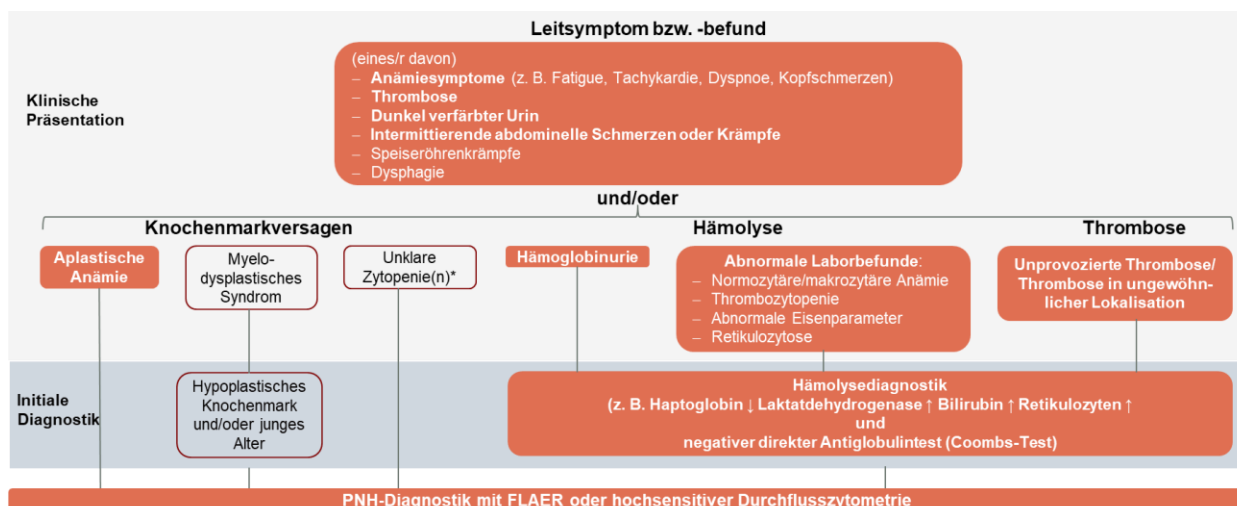 Leitsymptom bzw. -befund
(eines/r davon)
– Anämiesymptome (z. B. Fatigue, Tachykardie, Dyspnoe, Kopfschmerzen)
– Thrombose
– Dunkel verfärbter Urin
– Intermittierende abdominelle Schmerzen oder Krämpfe
– Speiseröhrenkrämpfe
– Dysphagie
Klinische
Präsentation
und/oder
Knochenmarkversagen
Hämolyse
Thrombose
Aplastische
Anämie
Myelo-
dysplastisches
Syndrom
Unklare
Zytopenie(n)*
Hämoglobinurie
Abnormale Laborbefunde:
– Normozytäre/makrozytäre Anämie
– Thrombozytopenie
– Abnormale Eisenparameter
– Retikulozytose
Unprovozierte Thrombose/
Thrombose in ungewöhn-
licher Lokalisation
Initiale
Diagnostik
Hypoplastisches
Knochenmark
und/oder junges
Alter
Hämolysediagnostik
(z. B. Haptoglobin ↓ Laktatdehydrogenase ↑ Bilirubin ↑ Retikulozyten ↑
und
negativer direkter Antiglobulintest (Coombs-Test)
PNH-Diagnostik mit FLAER oder hochsensitiver Durchflusszytometrie